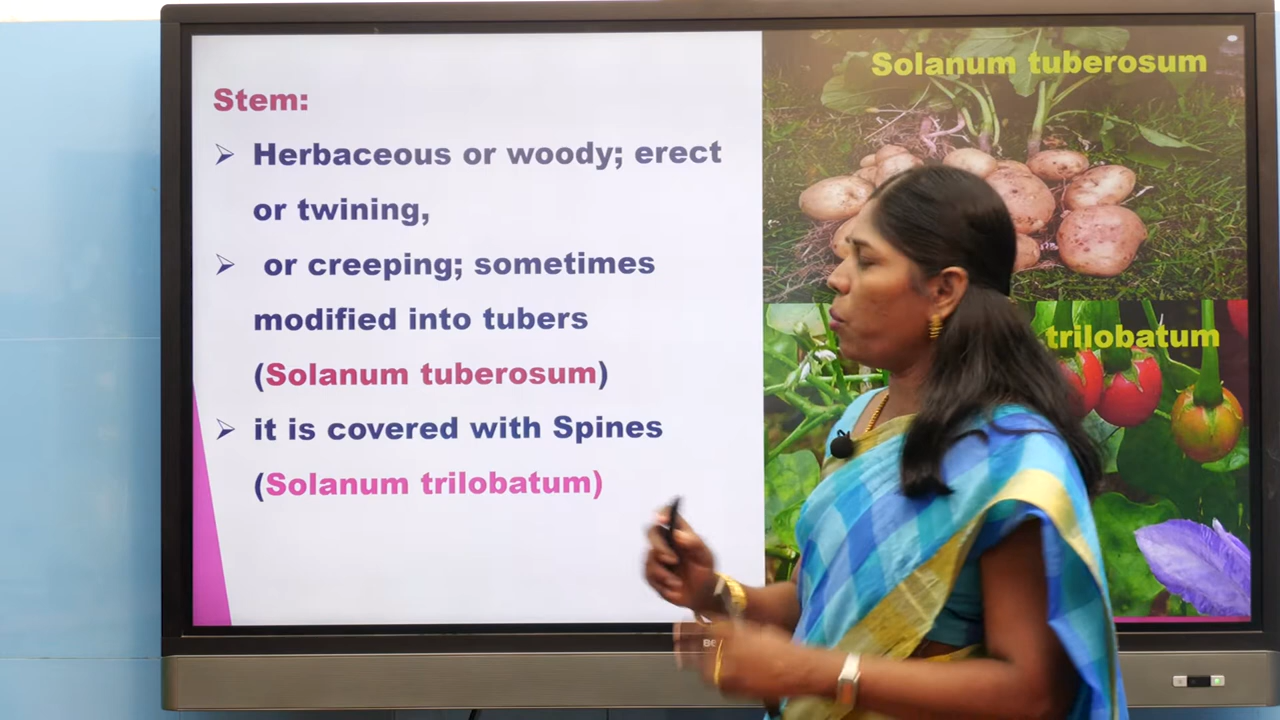 Stem:
➢ Herbaceous or woody; erect
or twining,
➢ or creeping; sometimes
modified into tubers
(Solanum tuberosum)
➢ it is covered with Spines
(Solanum trilobatum)
Solanum tuberosum
trilobatum